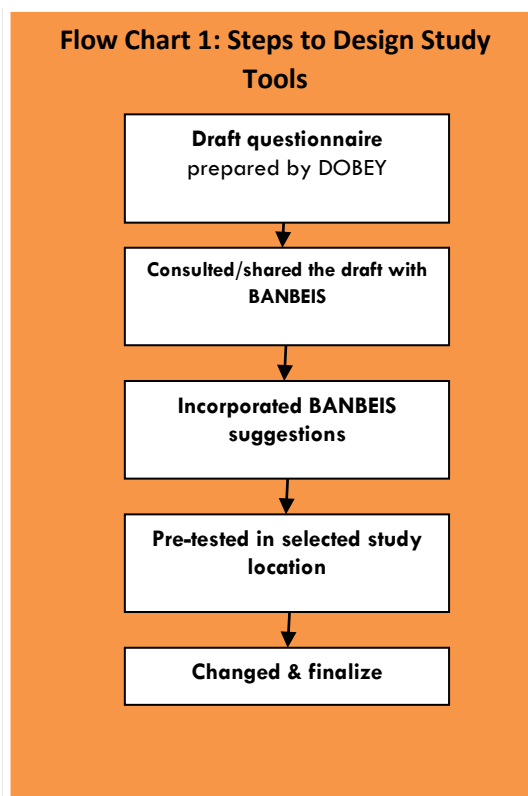 Flow Chart 1: Steps to Design Study
Tools
Draft questionnaire
prepared by DOBEY
Consulted/shared the draft with
BANBEIS
Incorporated BANBEIS
suggestions
Pre-tested in selected study
location
Changed & finalize